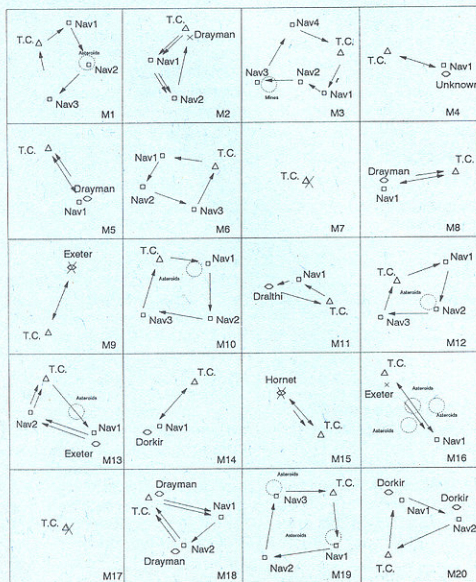 Nav1
T.C.
Asteroids
Nav2
Nav3
M1
T.C.
Drayman
Nav1
Nav2
M2
Nav4
T.C.
Nav3
Nav2
Mines
Nav1
M3
T.C.
Nav1
Unknown
M4
T.C.
Drayman
Nav1
M5
Nav1
T.C.
Nav2
Nav3
M6
T.C.
M7
Drayman
T.C.
Nav1
M8
Exeter
T.C.
M9
T.C.
Nav1
Asteroids
Nav3
Nav2
M10
Nav1
Dralthi
T.C.
M11
Nav1
T.C.
Asteroids
Nav3
Nav2
M12
T.C.
Asteroids
Nav2
Nav1
Exeter
M13
T.C.
Nav1
Dorkir
M14
Hornet
T.C.
M15
T.C.
Exeter
Asteroids
Asteroids
Asteroids
Nav1
M16
T.C.
M17
Drayman
T.C.
Nav1
Nav2
Drayman
M18
Asteroids
T.C.
Nav3
Asteroids
Nav2
Nav1
M19
Dorkir
Dorkir
Nav1
Nav2
T.C.
M20